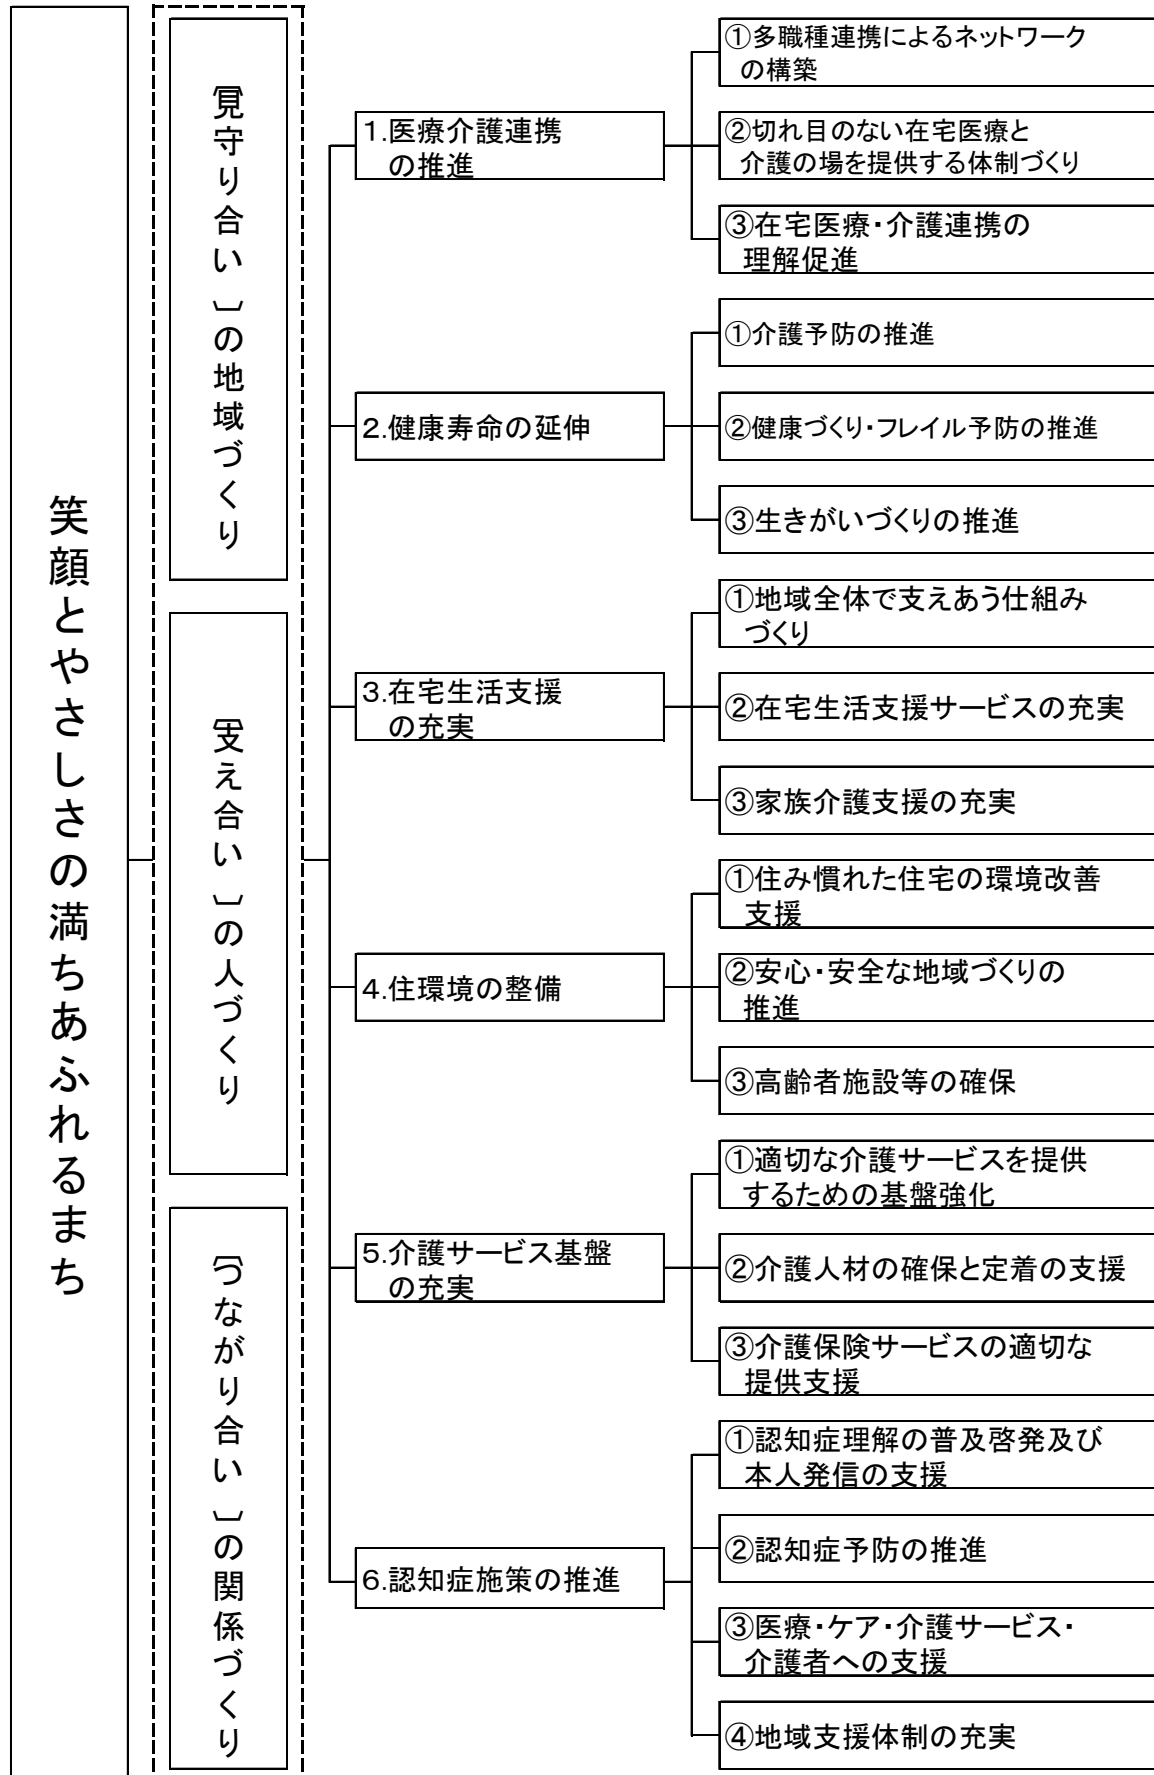 笑顔とやさしさの満ちあふれるまち
〔見守り合い〕の地域づくり
〔支え合い〕の人づくり
〔つながり合い〕の関係づくり
1.医療介護連携
の推進
①多職種連携によるネットワーク
の構築
②切れ目のない在宅医療と
介護の場を提供する体制づくり
③在宅医療・介護連携の
理解促進
2.健康寿命の延伸
①介護予防の推進
②健康づくり・フレイル予防の推進
③生きがいづくりの推進
3.在宅生活支援
の充実
①地域全体で支えあう仕組み
づくり
②在宅生活支援サービスの充実
③家族介護支援の充実
4.住環境の整備
①住み慣れた住宅の環境改善
支援
②安心・安全な地域づくりの
推進
③高齢者施設等の確保
5.介護サービス基盤
の充実
①適切な介護サービスを提供
するための基盤強化
②介護人材の確保と定着の支援
③介護保険サービスの適切な
提供支援
6.認知症施策の推進
①認知症理解の普及啓発及び
本人発信の支援
②認知症予防の推進
③医療・ケア・介護サービス・
介護者への支援
④地域支援体制の充実